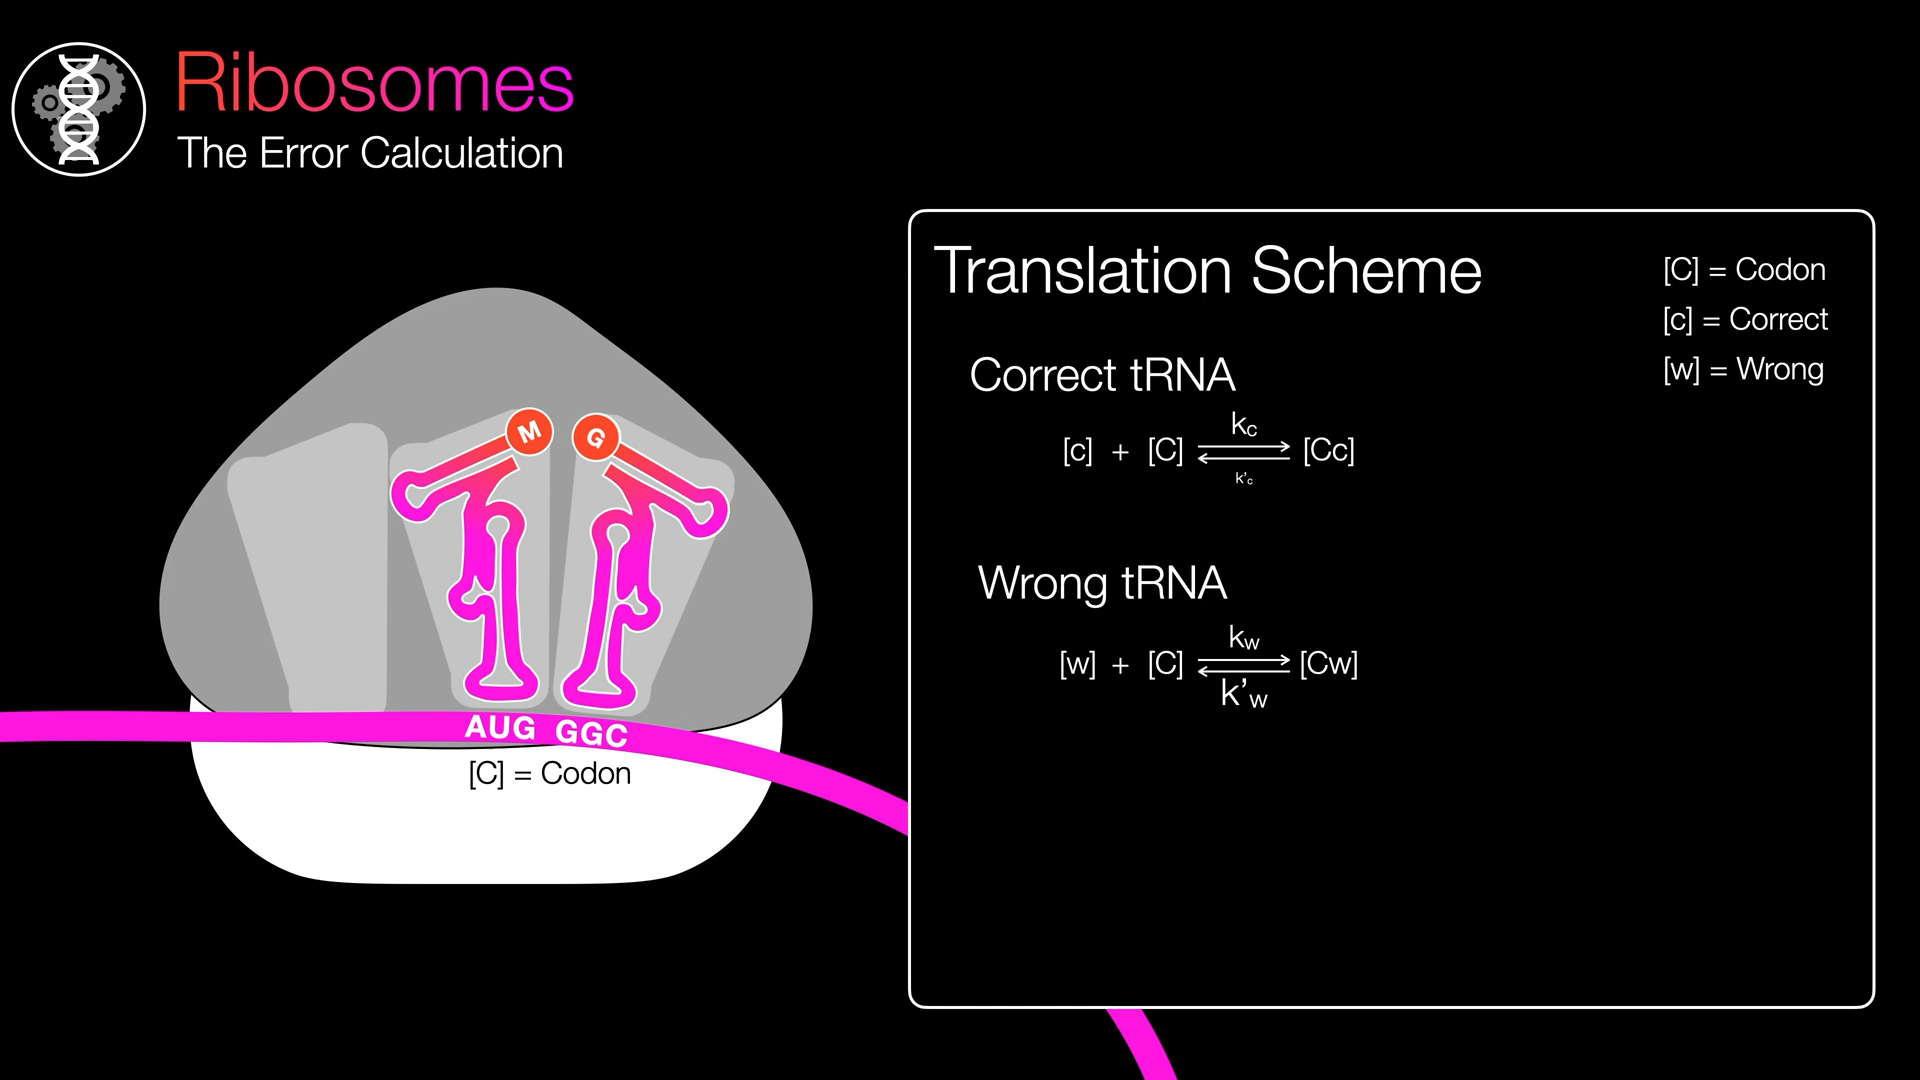 Ribosomes
The Error Calculation
M G
AUG GGC
[C] = Codon
Translation Scheme
[C] = Codon
[c] = Correct
[w] = Wrong
Correct tRNA
kc
[c] + [C] ⇌ [Cc]
k'c
Wrong tRNA
kw
[w] + [C] ⇌ [Cw]
k’w